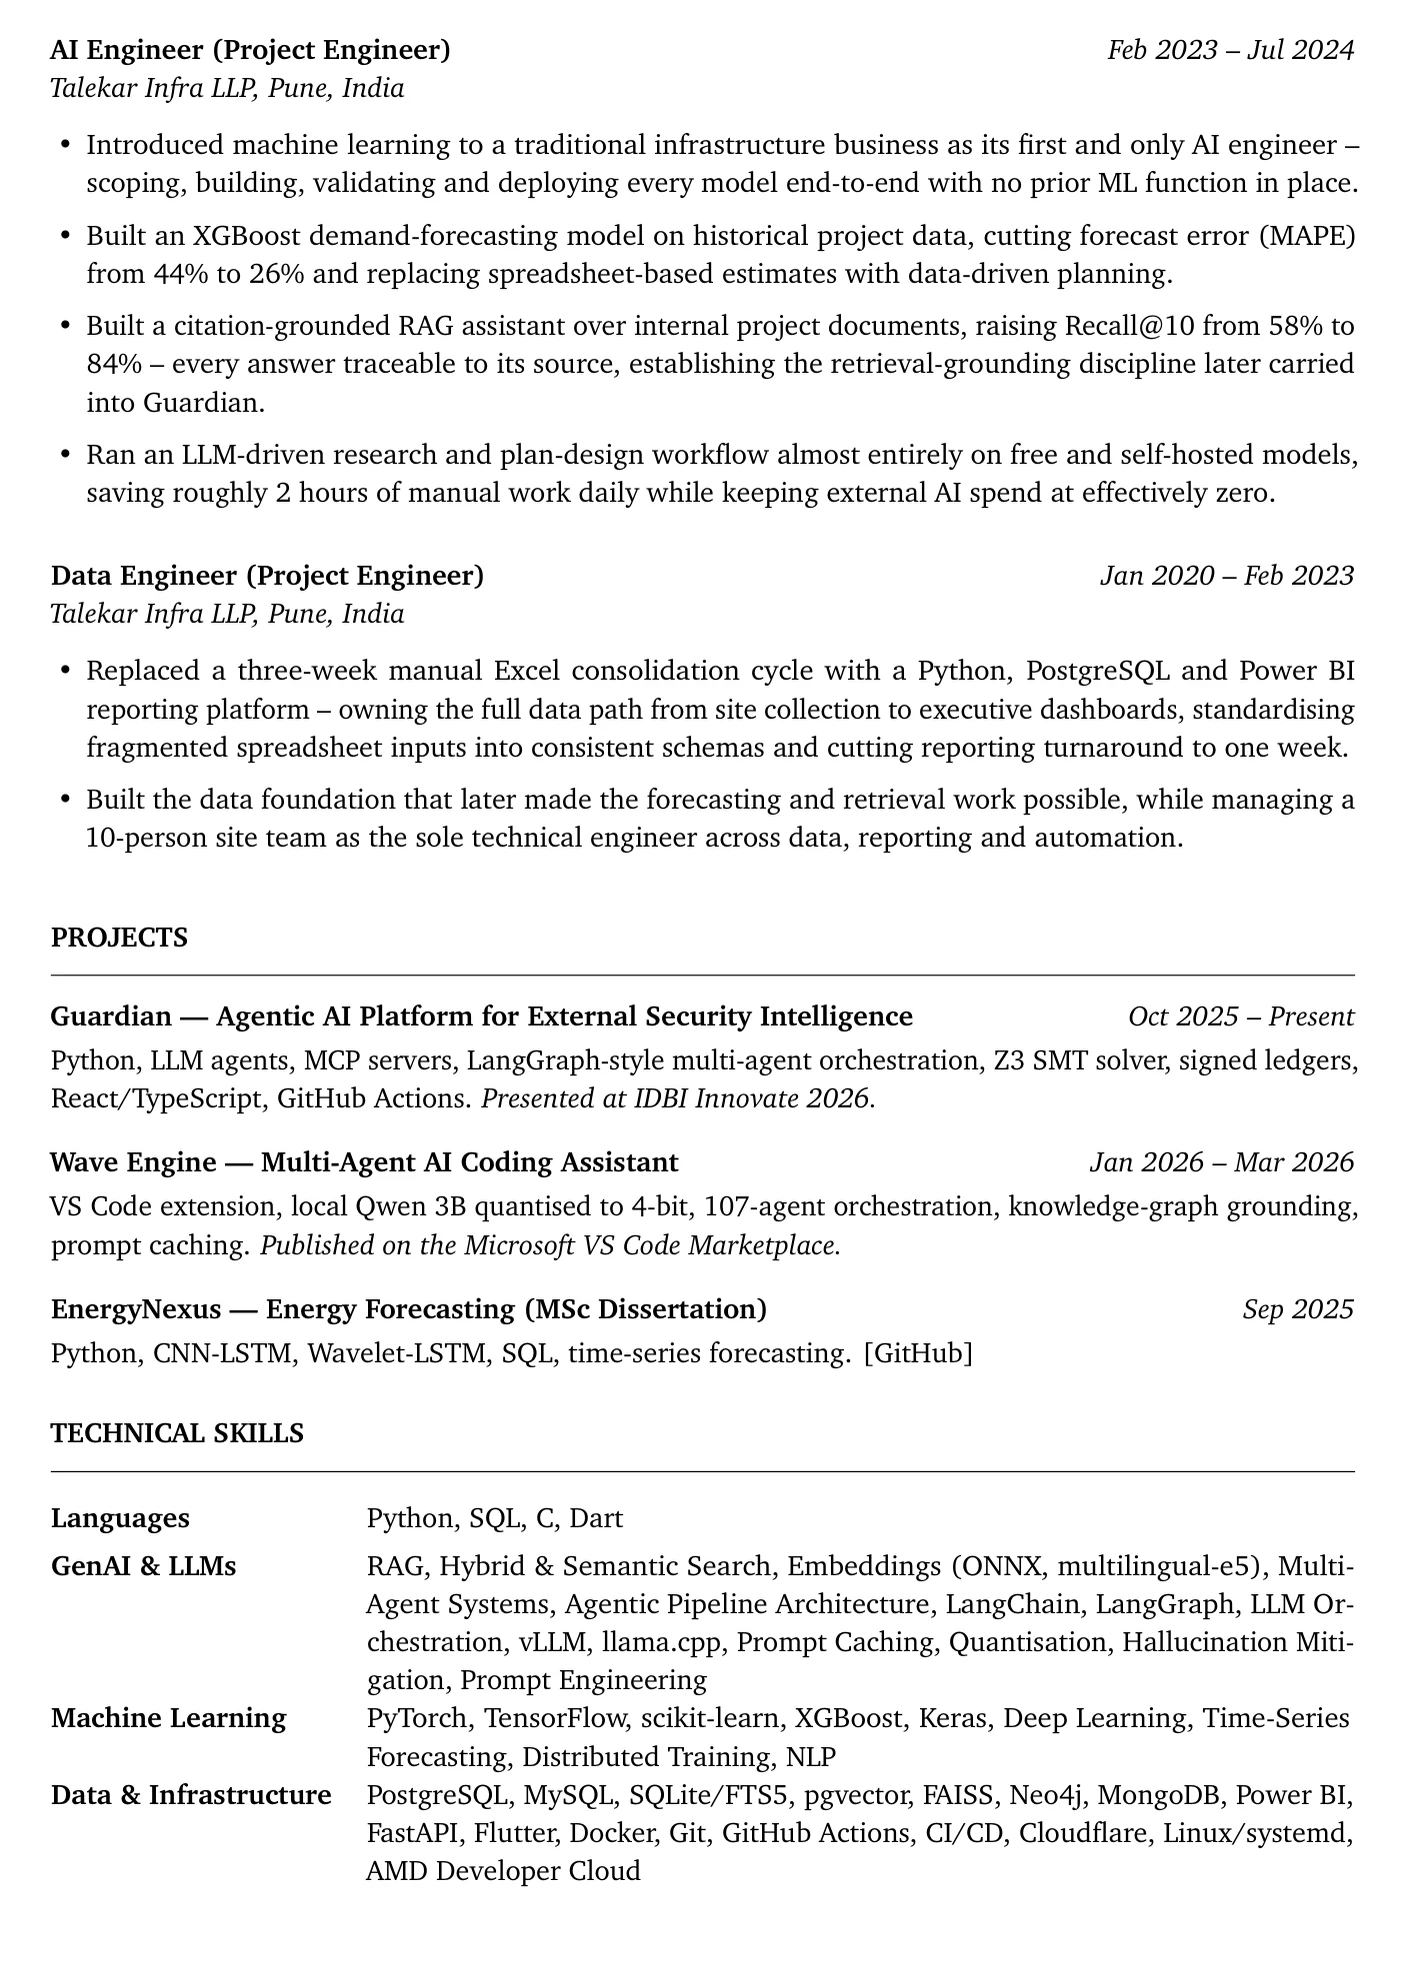 AI Engineer (Project Engineer) Feb 2023 – Jul 2024
Talekar Infra LLP, Pune, India
• Introduced machine learning to a traditional infrastructure business as its first and only AI engineer –
scoping, building, validating and deploying every model end-to-end with no prior ML function in place.
• Built an XGBoost demand-forecasting model on historical project data, cutting forecast error (MAPE)
from 44% to 26% and replacing spreadsheet-based estimates with data-driven planning.
• Built a citation-grounded RAG assistant over internal project documents, raising Recall@10 from 58% to
84% – every answer traceable to its source, establishing the retrieval-grounding discipline later carried
into Guardian.
• Ran an LLM-driven research and plan-design workflow almost entirely on free and self-hosted models,
saving roughly 2 hours of manual work daily while keeping external AI spend at effectively zero.
Data Engineer (Project Engineer) Jan 2020 – Feb 2023
Talekar Infra LLP, Pune, India
• Replaced a three-week manual Excel consolidation cycle with a Python, PostgreSQL and Power BI
reporting platform – owning the full data path from site collection to executive dashboards, standardising
fragmented spreadsheet inputs into consistent schemas and cutting reporting turnaround to one week.
• Built the data foundation that later made the forecasting and retrieval work possible, while managing a
10-person site team as the sole technical engineer across data, reporting and automation.
PROJECTS
Guardian — Agentic AI Platform for External Security Intelligence Oct 2025 – Present
Python, LLM agents, MCP servers, LangGraph-style multi-agent orchestration, Z3 SMT solver, signed ledgers,
React/TypeScript, GitHub Actions. Presented at IDBI Innovate 2026.
Wave Engine — Multi-Agent AI Coding Assistant Jan 2026 – Mar 2026
VS Code extension, local Qwen 3B quantised to 4-bit, 107-agent orchestration, knowledge-graph grounding,
prompt caching. Published on the Microsoft VS Code Marketplace.
EnergyNexus — Energy Forecasting (MSc Dissertation) Sep 2025
Python, CNN-LSTM, Wavelet-LSTM, SQL, time-series forecasting. [GitHub]
TECHNICAL SKILLS
Languages Python, SQL, C, Dart
GenAI & LLMs RAG, Hybrid & Semantic Search, Embeddings (ONNX, multilingual-e5), Multi-
Agent Systems, Agentic Pipeline Architecture, LangChain, LangGraph, LLM Or-
chestration, vLLM, llama.cpp, Prompt Caching, Quantisation, Hallucination Miti-
gation, Prompt Engineering
Machine Learning PyTorch, TensorFlow, scikit-learn, XGBoost, Keras, Deep Learning, Time-Series
Forecasting, Distributed Training, NLP
Data & Infrastructure PostgreSQL, MySQL, SQLite/FTS5, pgvector, FAISS, Neo4j, MongoDB, Power BI,
FastAPI, Flutter, Docker, Git, GitHub Actions, CI/CD, Cloudflare, Linux/systemd,
AMD Developer Cloud